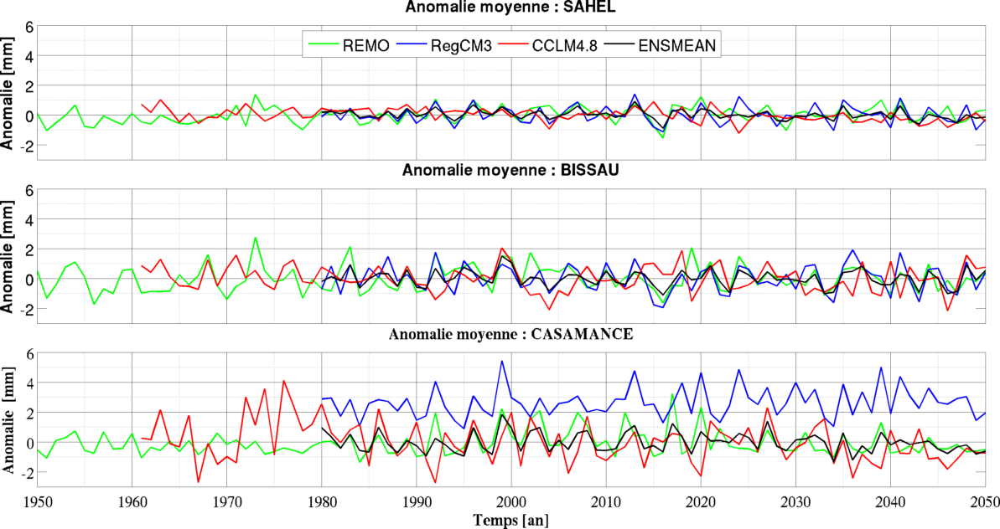 Anomalie moyenne : SAHEL
Anomalie [mm]
6
4
2
0
-2
REMO RegCM3 CCLM4.8 ENSMEAN
Anomalie moyenne : BISSAU
Anomalie [mm]
6
4
2
0
-2
Anomalie moyenne : CASAMANCE
Anomalie [mm]
6
4
2
0
-2
1950 1960 1970 1980 1990 2000 2010 2020 2030 2040 2050
Temps [an]